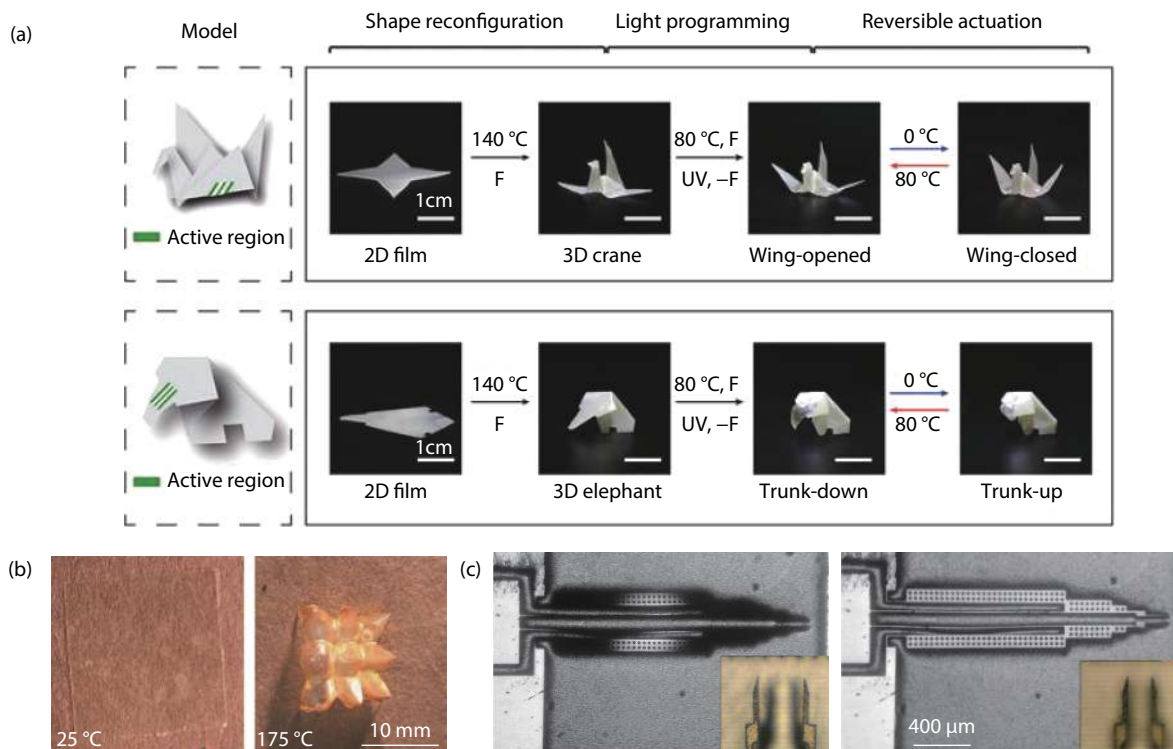 (a)
Model
Shape reconfiguration
Light programming
Reversible actuation
Active region
1cm
2D film
140 °C
F
3D crane
80 °C, F
UV, −F
Wing-opened
0 °C
80 °C
Wing-closed
Active region
1cm
2D film
140 °C
F
3D elephant
80 °C, F
UV, −F
Trunk-down
0 °C
80 °C
Trunk-up
(b)
25 °C
175 °C
10 mm
(c)
400 µm